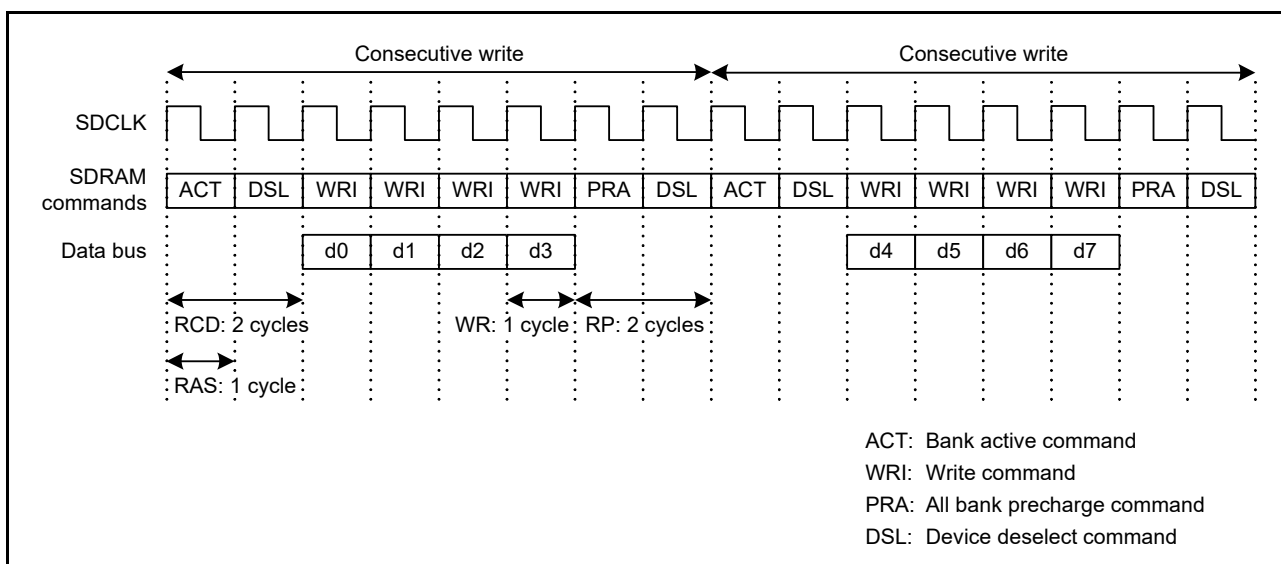 Consecutive write Consecutive write
SDCLK
SDRAM commands ACT DSL WRI WRI WRI WRI PRA DSL ACT DSL WRI WRI WRI WRI PRA DSL
Data bus d0 d1 d2 d3 d4 d5 d6 d7
RCD: 2 cycles WR: 1 cycle RP: 2 cycles
RAS: 1 cycle
ACT: Bank active command
WRI: Write command
PRA: All bank precharge command
DSL: Device deselect command